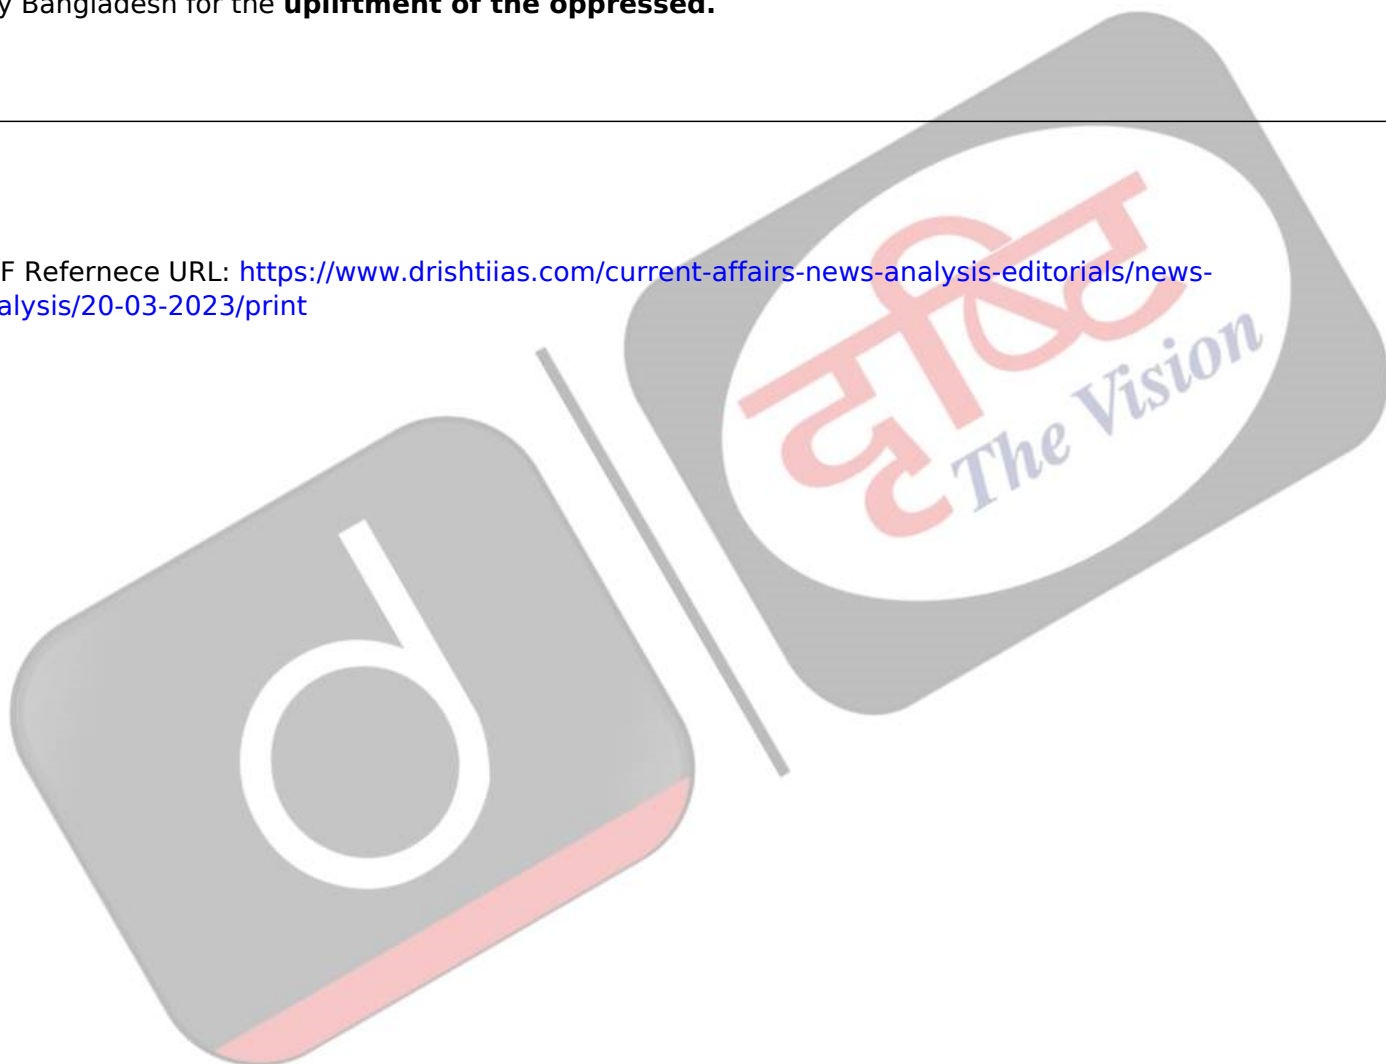 y Bangladesh for the upliftment of the oppressed.
F Refernece URL: https://www.drishtiias.com/current-affairs-news-analysis-editorials/news-
alysis/20-03-2023/print
दृष्टि
The Vision
d